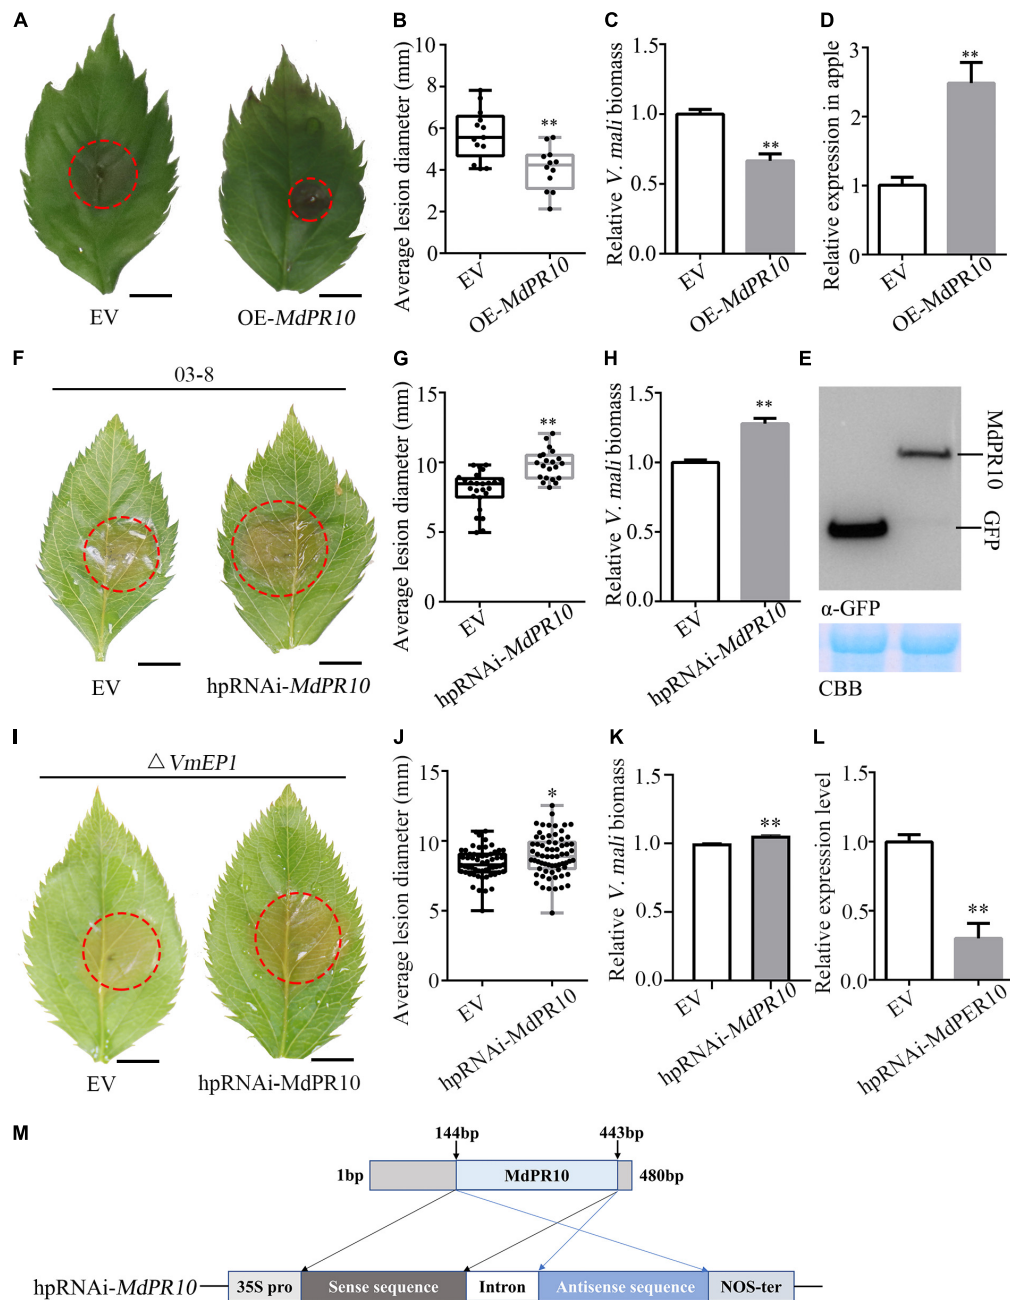 A
EV
OE-MdPR10
B
Average lesion diameter (mm)
10
8
6
4
2
0
**
EV
OE-MdPR10
C
Relative V. mali biomass
1.5
1.0
0.5
0.0
**
EV
OE-MdPR10
D
Relative expression in apple
3
2
1
0
**
EV
OE-MdPR10
F
03-8
EV
hpRNAi-MdPR10
G
Average lesion diameter (mm)
15
10
5
0
**
EV
hpRNAi-MdPR10
H
Relative V. mali biomass
1.5
1.0
0.5
0.0
**
EV
hpRNAi-MdPR10
E
MdPR10
GFP
α-GFP
CBB
I
△ VmEP1
EV
hpRNAi-MdPR10
J
Average lesion diameter (mm)
15
10
5
0
*
EV
hpRNAi-MdPR10
K
Relative V. mali biomass
1.5
1.0
0.5
0.0
**
EV
hpRNAi-MdPR10
L
Relative expression level
1.5
1.0
0.5
0.0
**
EV
hpRNAi-MdPER10
M
144bp 443bp
1bp MdPR10 480bp
hpRNAi-MdPR10 35S pro Sense sequence Intron Antisense sequence NOS-ter